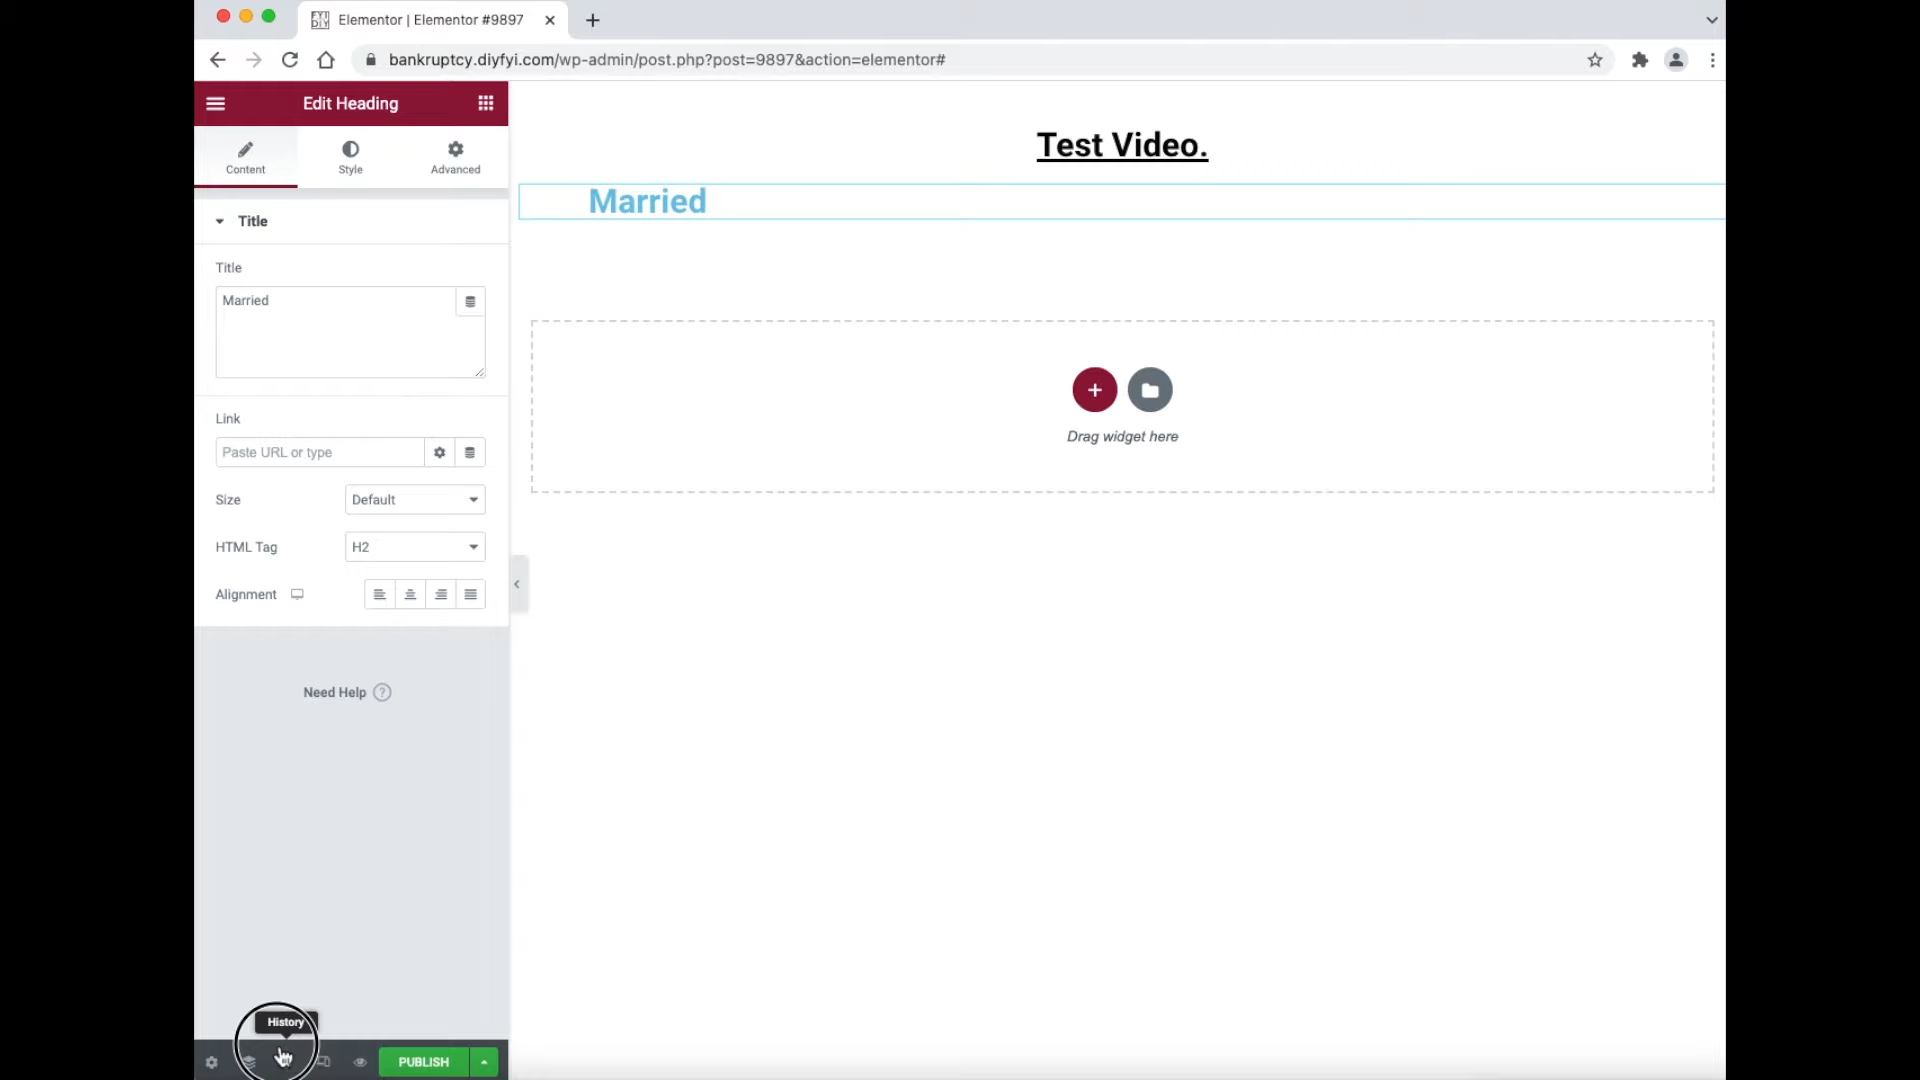 Elementor | Elementor #9897
bankruptcy.diyfyi.com/wp-admin/post.php?post=9897&action=elementor#
Edit Heading
Content
Style
Advanced
Title
Title
Married
Link
Paste URL or type
Size
Default
HTML Tag
H2
Alignment
Need Help
History
PUBLISH
Test Video.
Married
Drag widget here